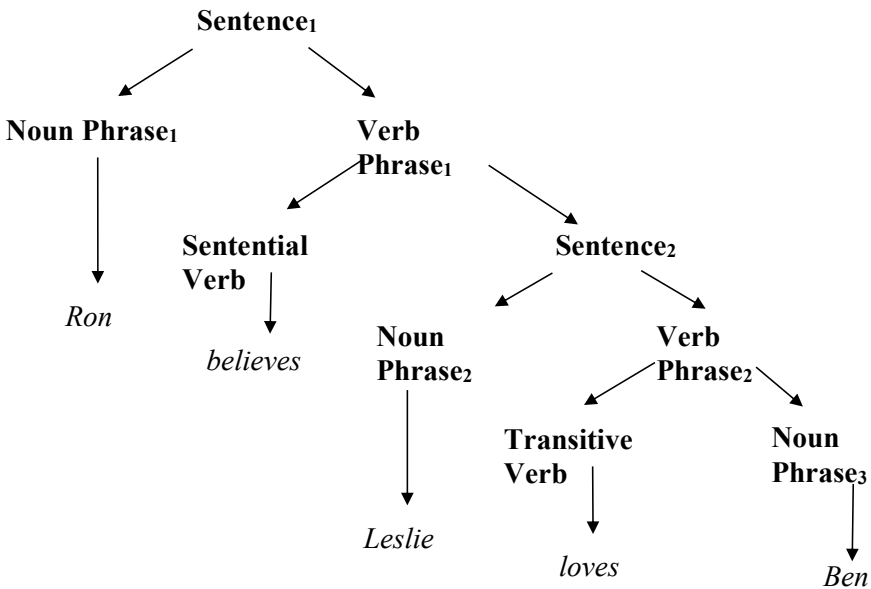 Sentence₁
Noun Phrase₁
Verb
Phrase₁
Sentential
Verb
Sentence₂
Ron
believes
Noun
Phrase₂
Verb
Phrase₂
Transitive
Verb
Noun
Phrase₃
Leslie
loves
Ben